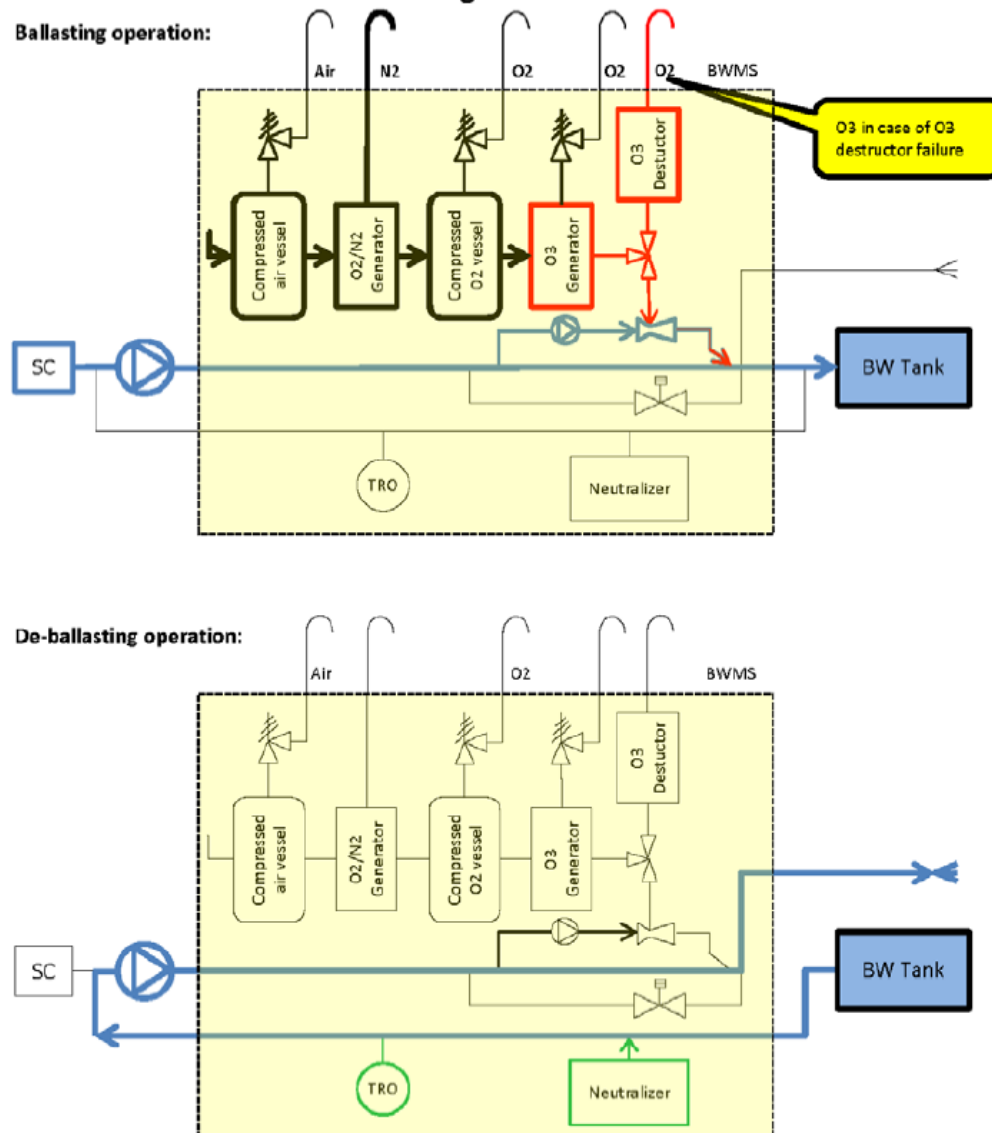 Ballasting operation:
Air
N2
O2
O2
O2
BWMS
O3 in case of O3
destructor failure
O3
Destuctor
Compressed
air vessel
O2/N2
Generator
Compressed
O2 vessel
O3
Generator
SC
BW Tank
TRO
Neutralizer
De-ballasting operation:
Air
O2
BWMS
O3
Destuctor
Compressed
air vessel
O2/N2
Generator
Compressed
O2 vessel
O3
Generator
SC
BW Tank
TRO
Neutralizer